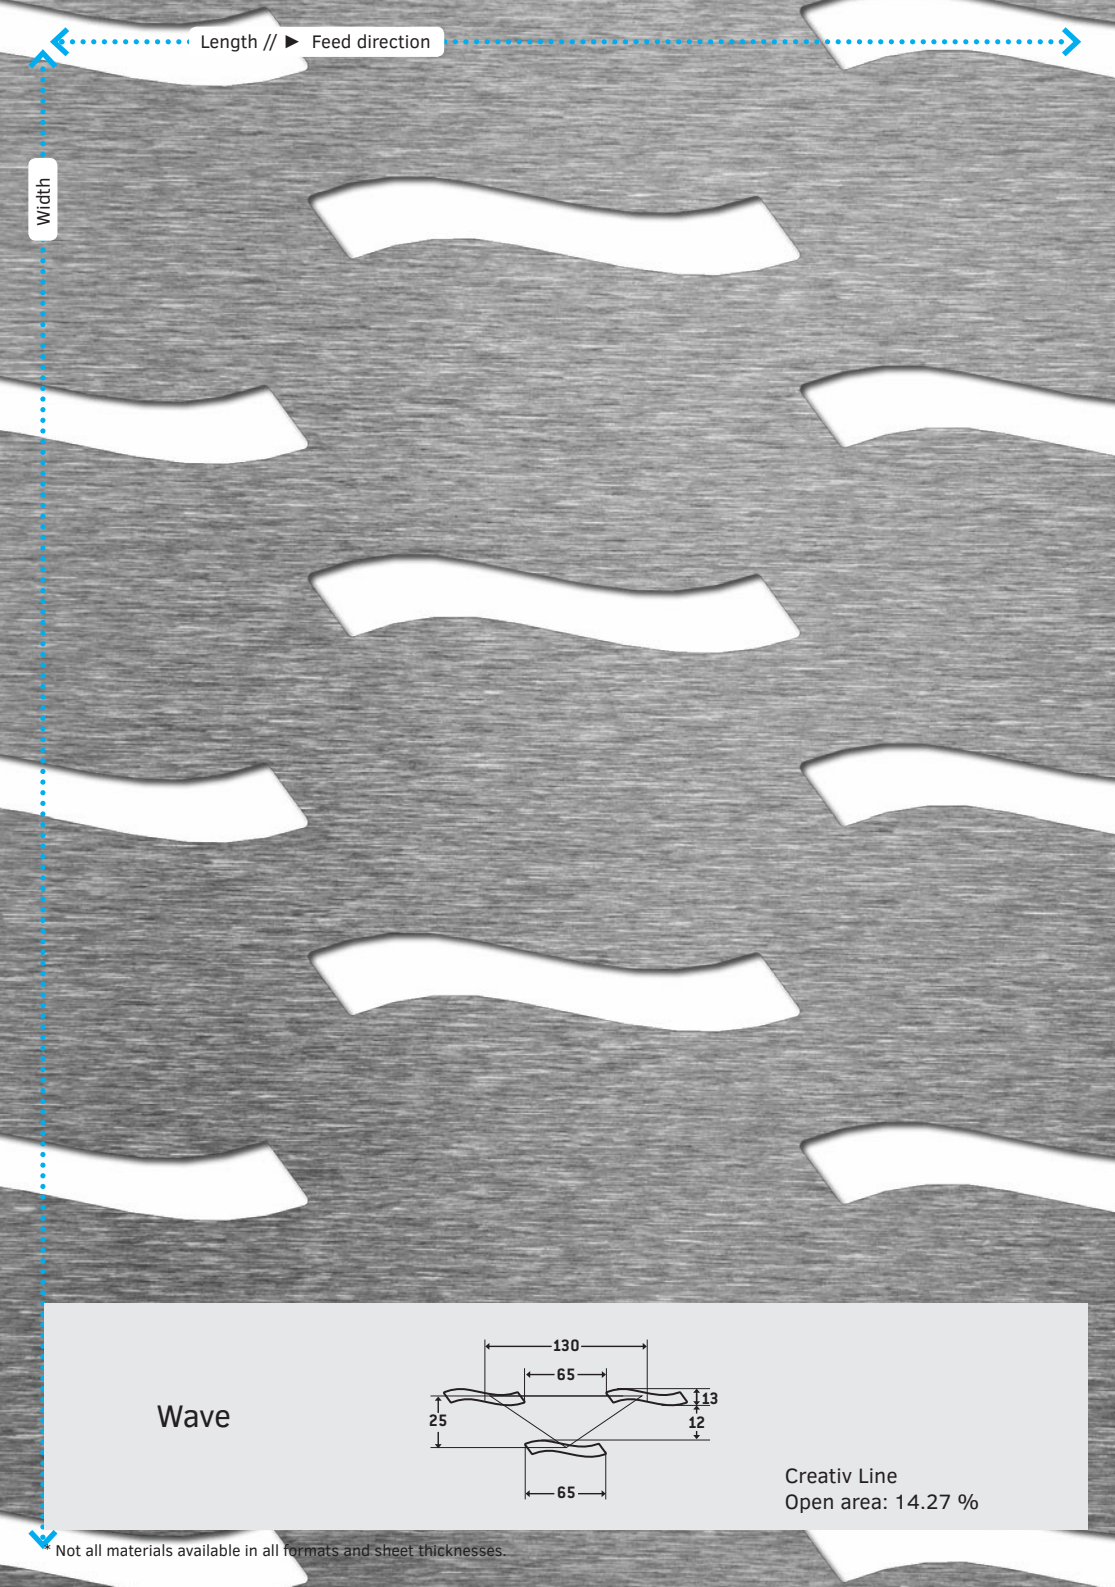 Length // ► Feed direction
Width
130
65
13
25
12
Wave
65
Creativ Line
Open area: 14.27 %
* Not all materials available in all formats and sheet thicknesses.